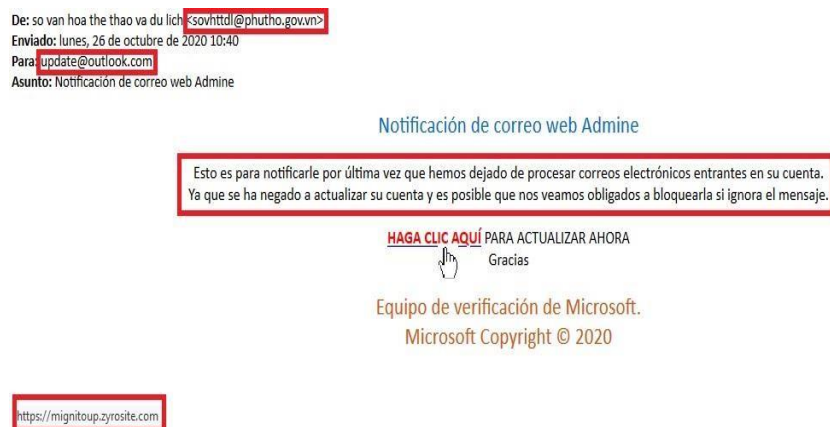 De: so van hoa the thao va du lich <sovhttdl@phutho.gov.vn>
Enviado: lunes, 26 de octubre de 2020 10:40
Para: update@outlook.com
Asunto: Notificación de correo web Admine
Notificación de correo web Admine
Esto es para notificarle por última vez que hemos dejado de procesar correos electrónicos entrantes en su cuenta.
Ya que se ha negado a actualizar su cuenta y es posible que nos veamos obligados a bloquearla si ignora el mensaje.
HAGA CLIC AQUÍ PARA ACTUALIZAR AHORA
Gracias
Equipo de verificación de Microsoft.
Microsoft Copyright © 2020
https://mignitoup.zyrosite.com